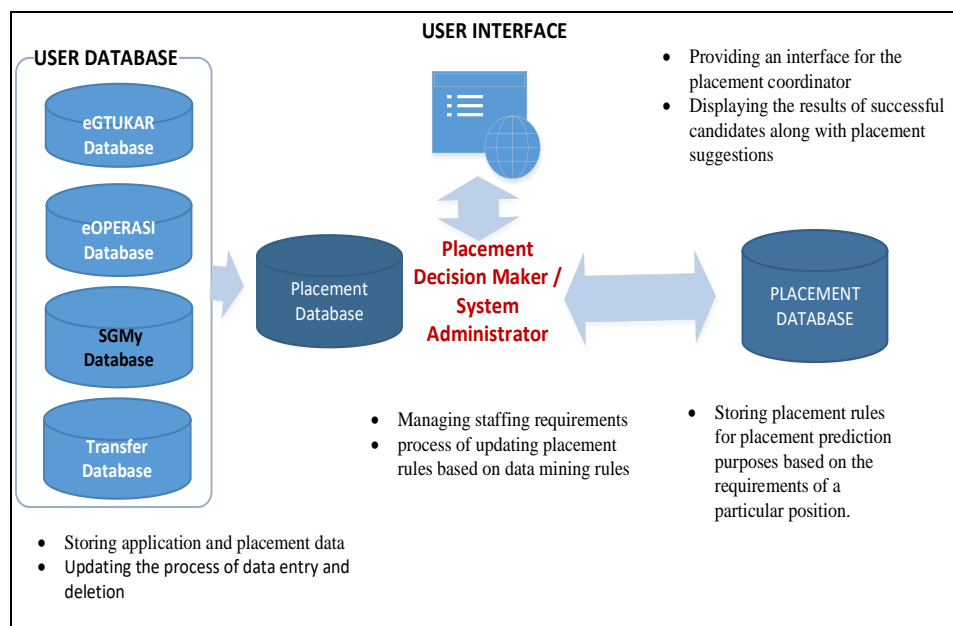 USER INTERFACE
USER DATABASE
eGTUKAR
Database
eOPERASI
Database
SGMy
Database
Transfer
Database
• Storing application and placement data
• Updating the process of data entry and
deletion
Placement
Database
Placement
Decision Maker /
System
Administrator
• Managing staffing requirements
• process of updating placement
rules based on data mining rules
• Providing an interface for the
placement coordinator
• Displaying the results of successful
candidates along with placement
suggestions
PLACEMENT
DATABASE
• Storing placement rules
for placement prediction
purposes based on the
requirements of a
particular position.